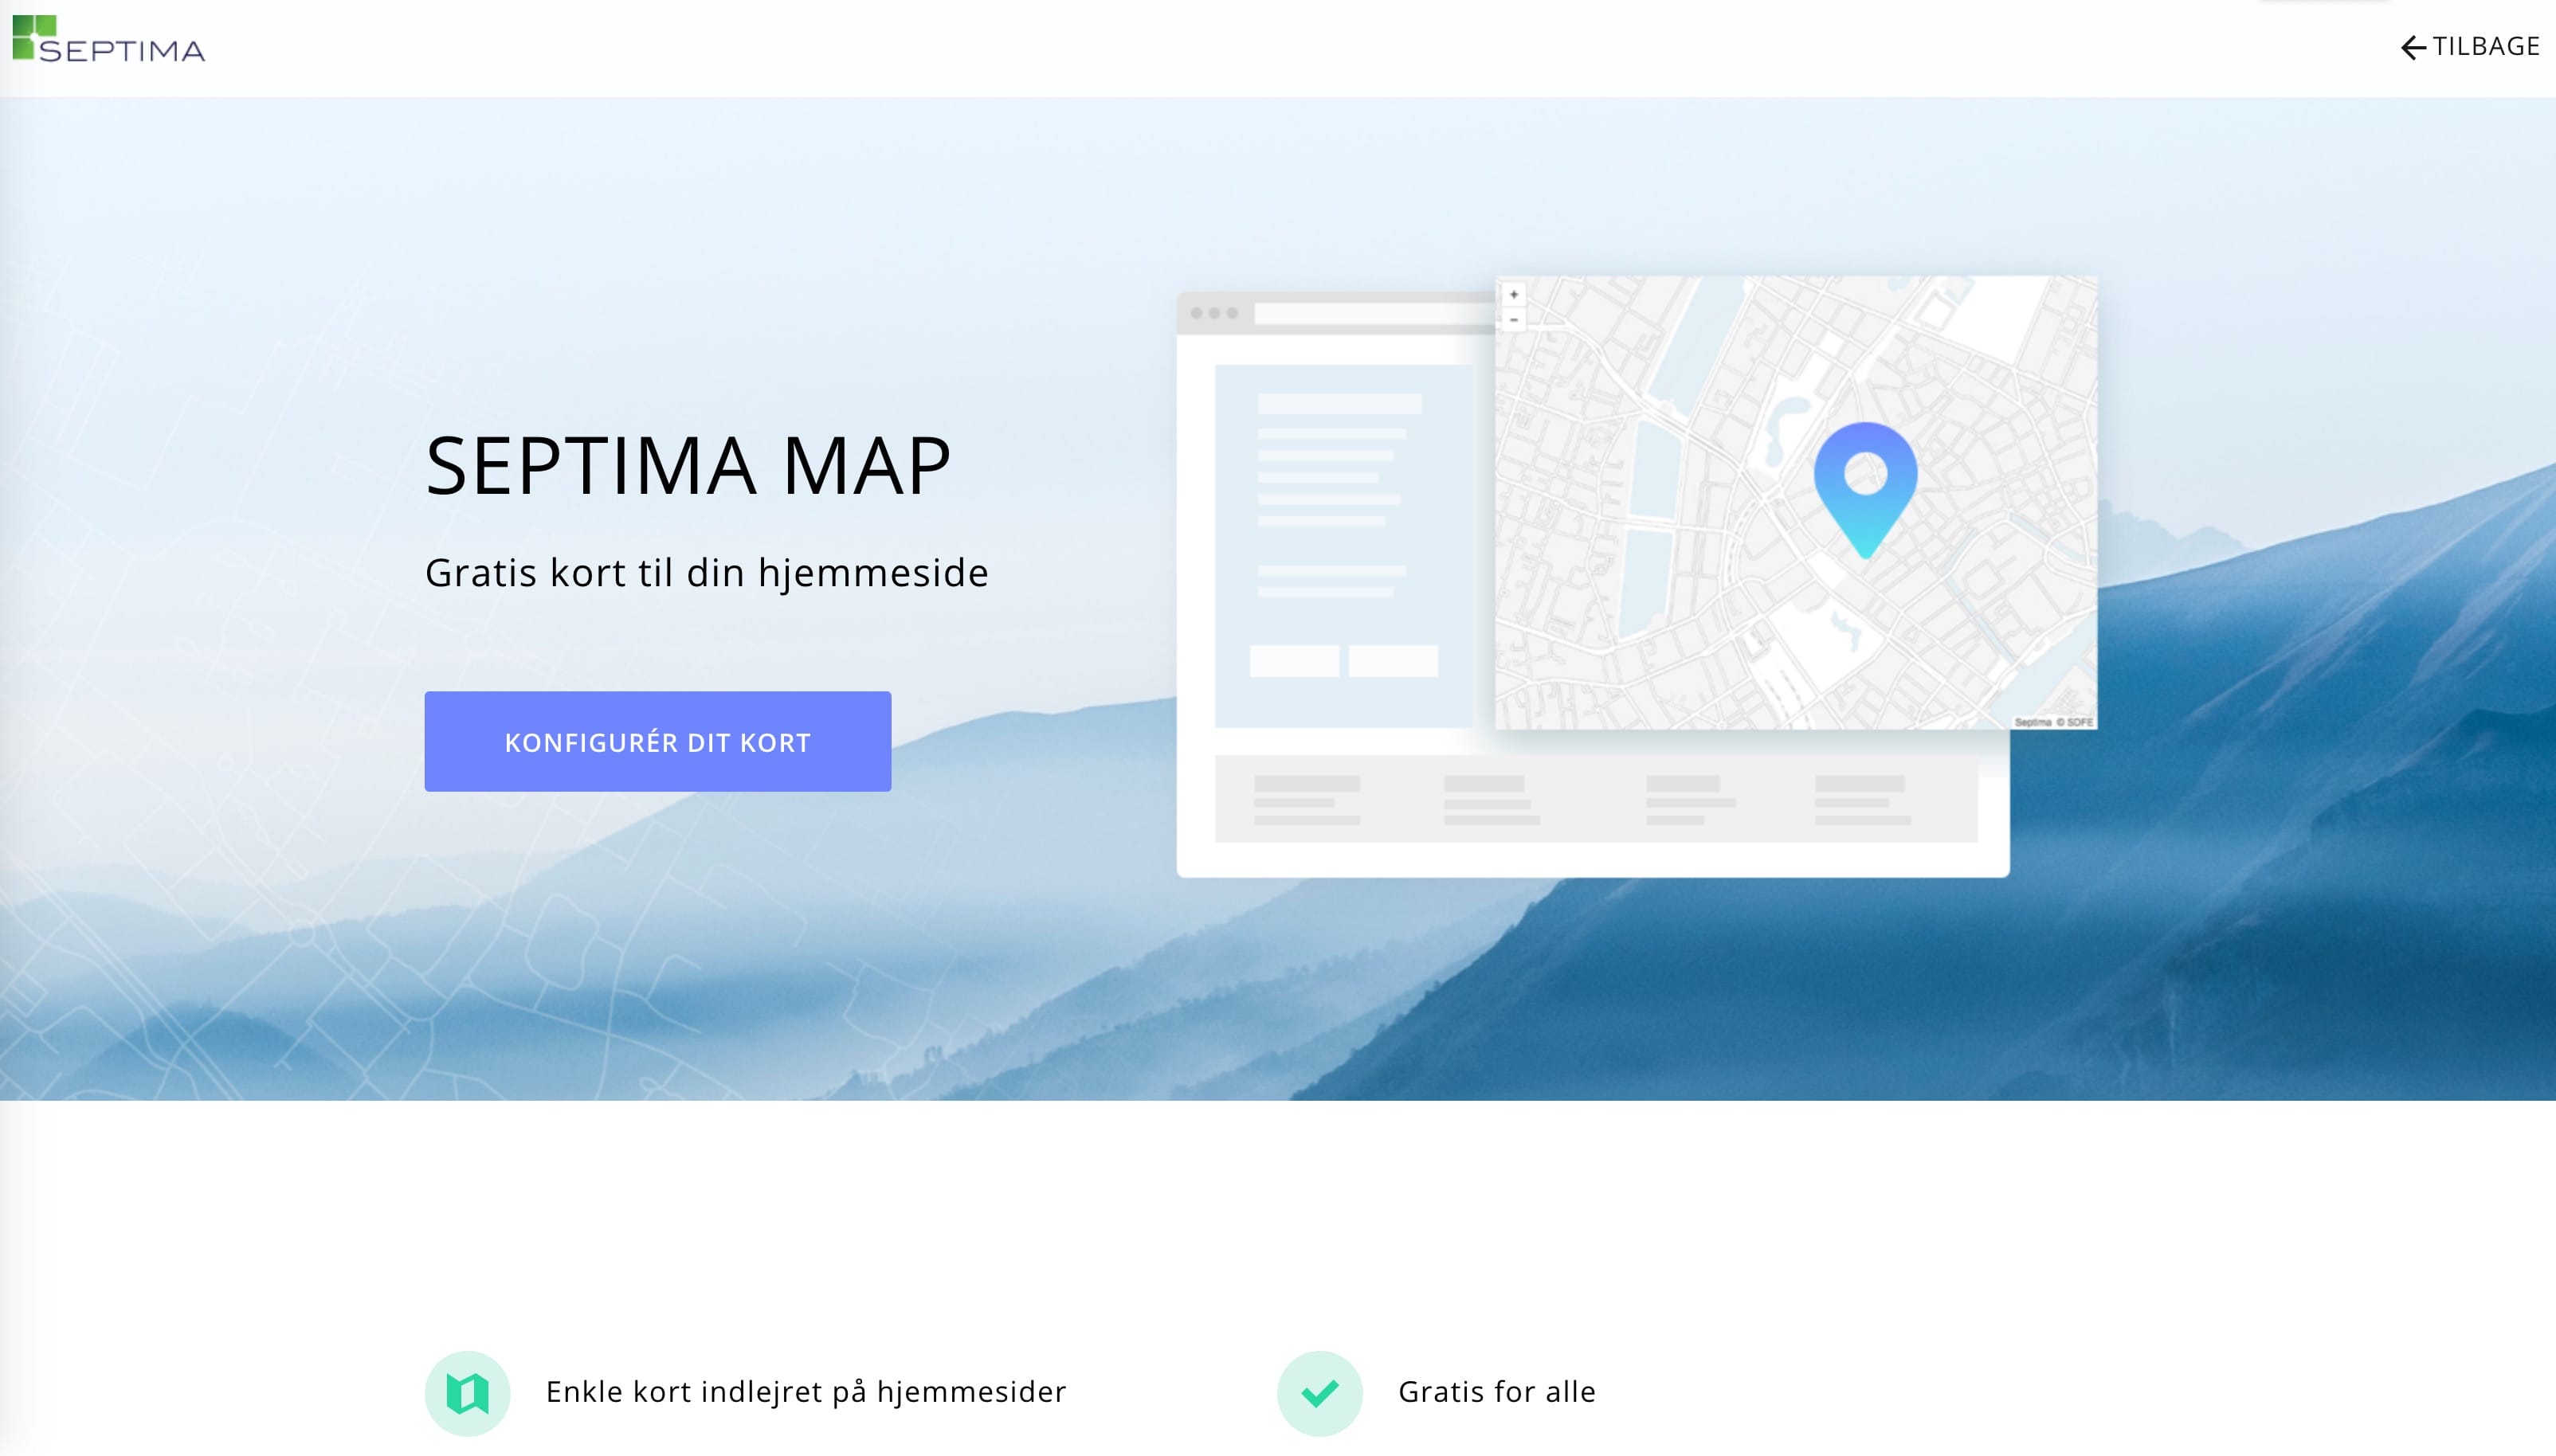 SEPTIMA
TILBAGE
SEPTIMA MAP
Gratis kort til din hjemmeside
KONFIGURÉR DIT KORT
+
-
Septima © SDFE
Enkle kort indlejret på hjemmesider
Gratis for alle